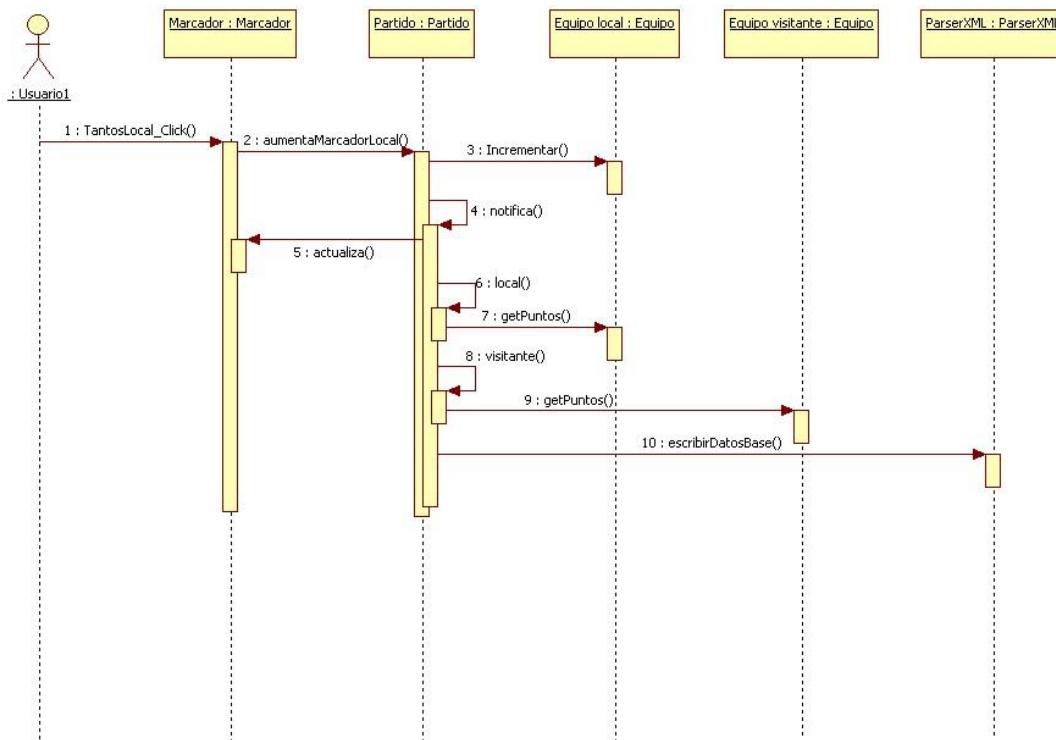 Marcador : Marcador
Partido : Partido
Equipo local : Equipo
Equipo visitante : Equipo
ParserXML : ParserXML
: Usuario1
1 : TantosLocal_Click()
2 : aumentaMarcadorLocal()
3 : Incrementar()
4 : notifica()
5 : actualiza()
6 : local()
7 : getPuntos()
8 : visitante()
9 : getPuntos()
10 : escribirDatosBase()